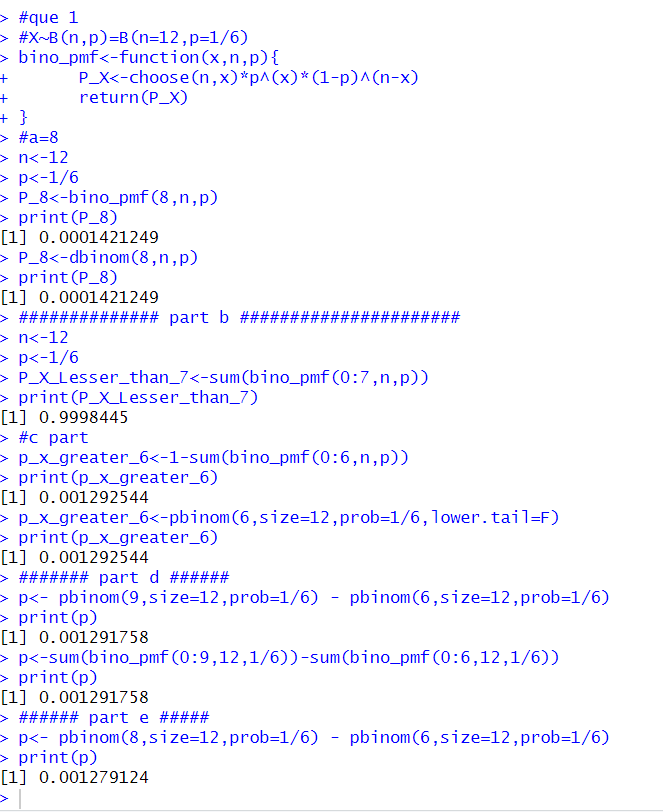 > #que 1
> #X~B(n,p)=B(n=12,p=1/6)
> bino_pmf<-function(x,n,p){
+       P_X<-choose(n,x)*p^(x)*(1-p)^(n-x)
+       return(P_X)
+ }
> #a=8
> n<-12
> p<-1/6
> P_8<-bino_pmf(8,n,p)
> print(P_8)
[1] 0.0001421249
> P_8<-dbinom(8,n,p)
> print(P_8)
[1] 0.0001421249
> ############## part b ######################
> n<-12
> p<-1/6
> P_X_Lesser_than_7<-sum(bino_pmf(0:7,n,p))
> print(P_X_Lesser_than_7)
[1] 0.9998445
> #c part
> p_x_greater_6<-1-sum(bino_pmf(0:6,n,p))
> print(p_x_greater_6)
[1] 0.001292544
> p_x_greater_6<-pbinom(6,size=12,prob=1/6,lower.tail=F)
> print(p_x_greater_6)
[1] 0.001292544
> ####### part d ######
> p<- pbinom(9,size=12,prob=1/6) - pbinom(6,size=12,prob=1/6)
> print(p)
[1] 0.001291758
> p<-sum(bino_pmf(0:9,12,1/6))-sum(bino_pmf(0:6,12,1/6))
> print(p)
[1] 0.001291758
> ###### part e #####
> p<- pbinom(8,size=12,prob=1/6) - pbinom(6,size=12,prob=1/6)
> print(p)
[1] 0.001279124
>